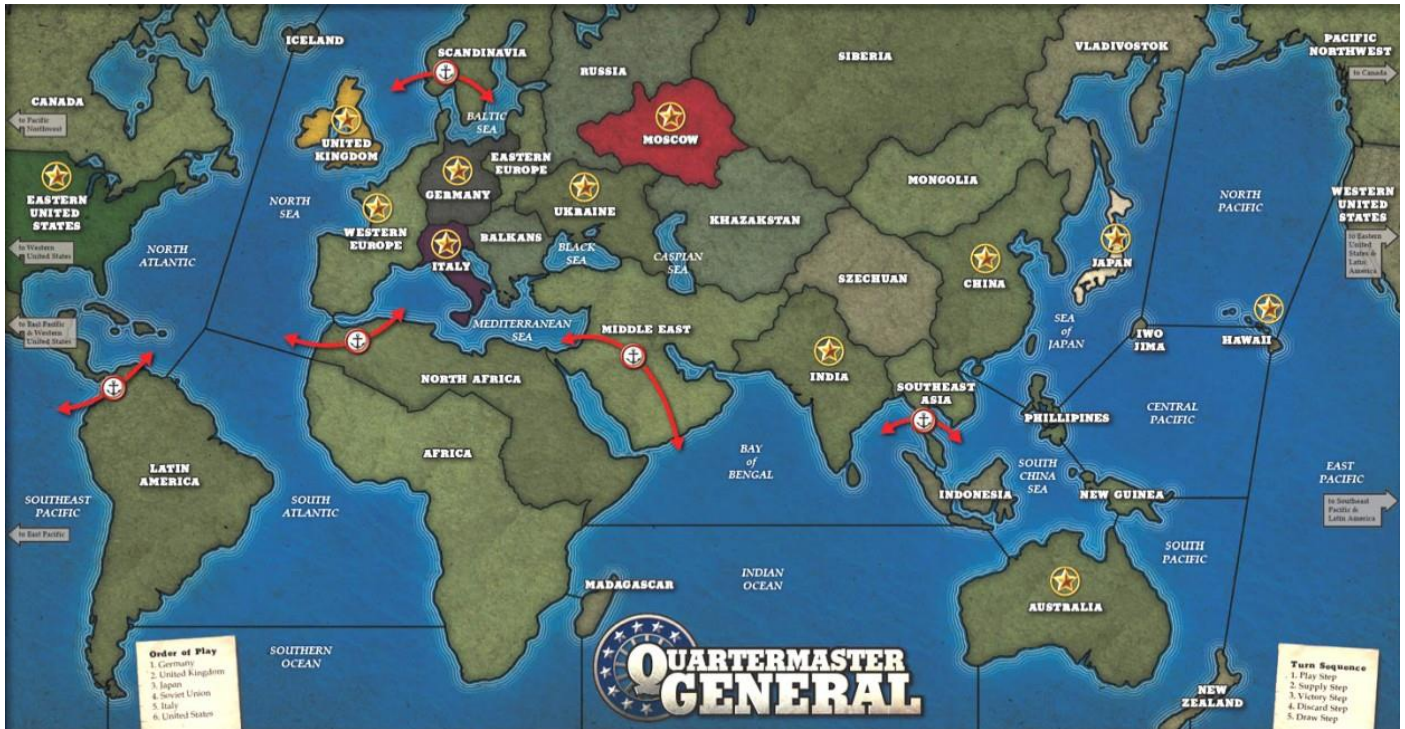 ICELAND
SCANDINAVIA
RUSSIA
SIBERIA
VLADIVOSTOK
PACIFIC
NORTHWEST
to Canada
CANADA
to Pacific
Northwest
UNITED
KINGDOM
BALTIC
SEA
MOSCOW
EASTERN
UNITED
STATES
EASTERN
EUROPE
GERMANY
UKRAINE
MONGOLIA
NORTH
PACIFIC
WESTERN
UNITED
STATES
NORTH
SEA
WESTERN
EUROPE
BALKANS
KHAZAKSTAN
to Western
United States
NORTH
ATLANTIC
ITALY
BLACK
SEA
CASPIAN
SEA
SZECHUAN
CHINA
JAPAN
to Eastern
United
States &
Latin
America
to East Pacific
& Western
United States
MEDITERRANEAN
SEA
MIDDLE EAST
SEA
of
JAPAN
IWO
JIMA
HAWAII
NORTH AFRICA
INDIA
SOUTHEAST
ASIA
PHILLIPINES
CENTRAL
PACIFIC
LATIN
AMERICA
AFRICA
BAY
of
BENGAL
SOUTH
CHINA
SEA
EAST
PACIFIC
SOUTHEAST
PACIFIC
SOUTH
ATLANTIC
INDONESIA
NEW GUINEA
to Southeast
Pacific &
Latin America
to East Pacific
SOUTH
PACIFIC
MADAGASCAR
INDIAN
OCEAN
AUSTRALIA
SOUTHERN
OCEAN
Order of Play
1. Germany
2. United Kingdom
3. Japan
4. Soviet Union
5. Italy
6. United States
QUARTERMASTER
GENERAL
NEW
ZEALAND
Turn Sequence
1. Play Step
2. Supply Step
3. Victory Step
4. Discard Step
5. Draw Step